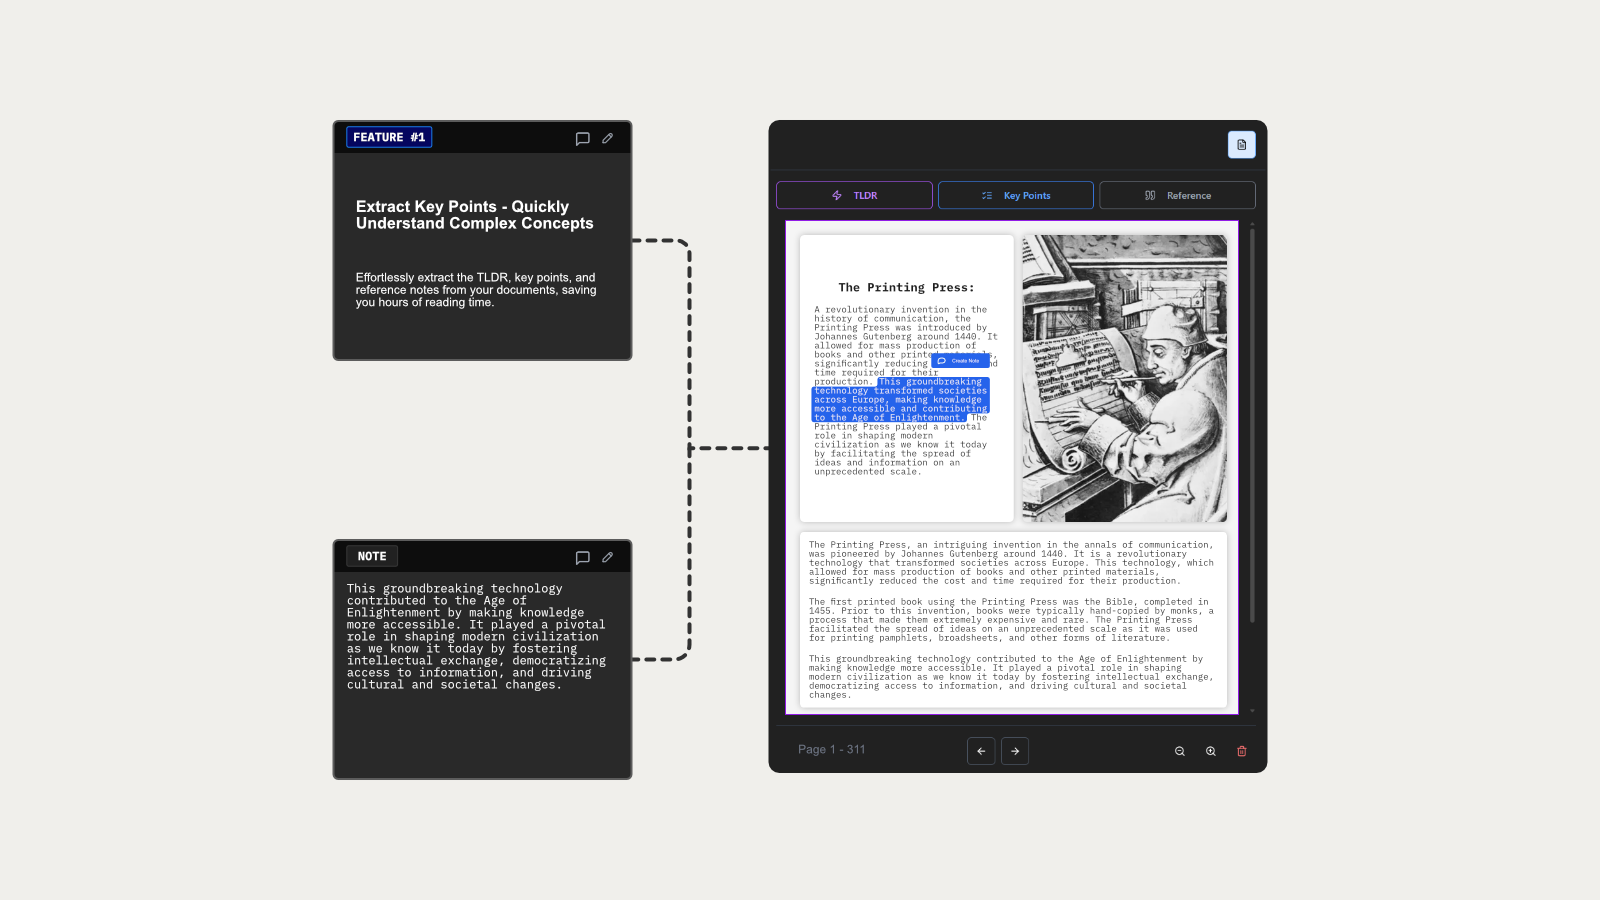 FEATURE #1
Extract Key Points - Quickly
Understand Complex Concepts
Effortlessly extract the TLDR, key points, and
reference notes from your documents, saving
you hours of reading time.
NOTE
This groundbreaking technology
contributed to the Age of
Enlightenment by making knowledge
more accessible. It played a pivotal
role in shaping modern civilization
as we know it today by fostering
intellectual exchange, democratizing
access to information, and driving
cultural and societal changes.
TLDR
Key Points
Reference
The Printing Press:
A revolutionary invention in the
history of communication, the
Printing Press was introduced by
Johannes Gutenberg around 1440. It
allowed for mass production of
books and other printed materials,
Create Note
significantly reducing
time required for their
production. This groundbreaking
technology transformed societies
across Europe, making knowledge
more accessible and contributing
to the Age of Enlightenment. The
Printing Press played a pivotal
role in shaping modern
civilization as we know it today
by facilitating the spread of
ideas and information on an
unprecedented scale.
The Printing Press, an intriguing invention in the annals of communication,
was pioneered by Johannes Gutenberg around 1440. It is a revolutionary
technology that transformed societies across Europe. This technology, which
allowed for mass production of books and other printed materials,
significantly reduced the cost and time required for their production.
The first printed book using the Printing Press was the Bible, completed in
1455. Prior to this invention, books were typically hand-copied by monks, a
process that made them extremely expensive and rare. The Printing Press
facilitated the spread of ideas on an unprecedented scale as it was used
for printing pamphlets, broadsheets, and other forms of literature.
This groundbreaking technology contributed to the Age of Enlightenment by
making knowledge more accessible. It played a pivotal role in shaping
modern civilization as we know it today by fostering intellectual exchange,
democratizing access to information, and driving cultural and societal
changes.
Page 1 - 311